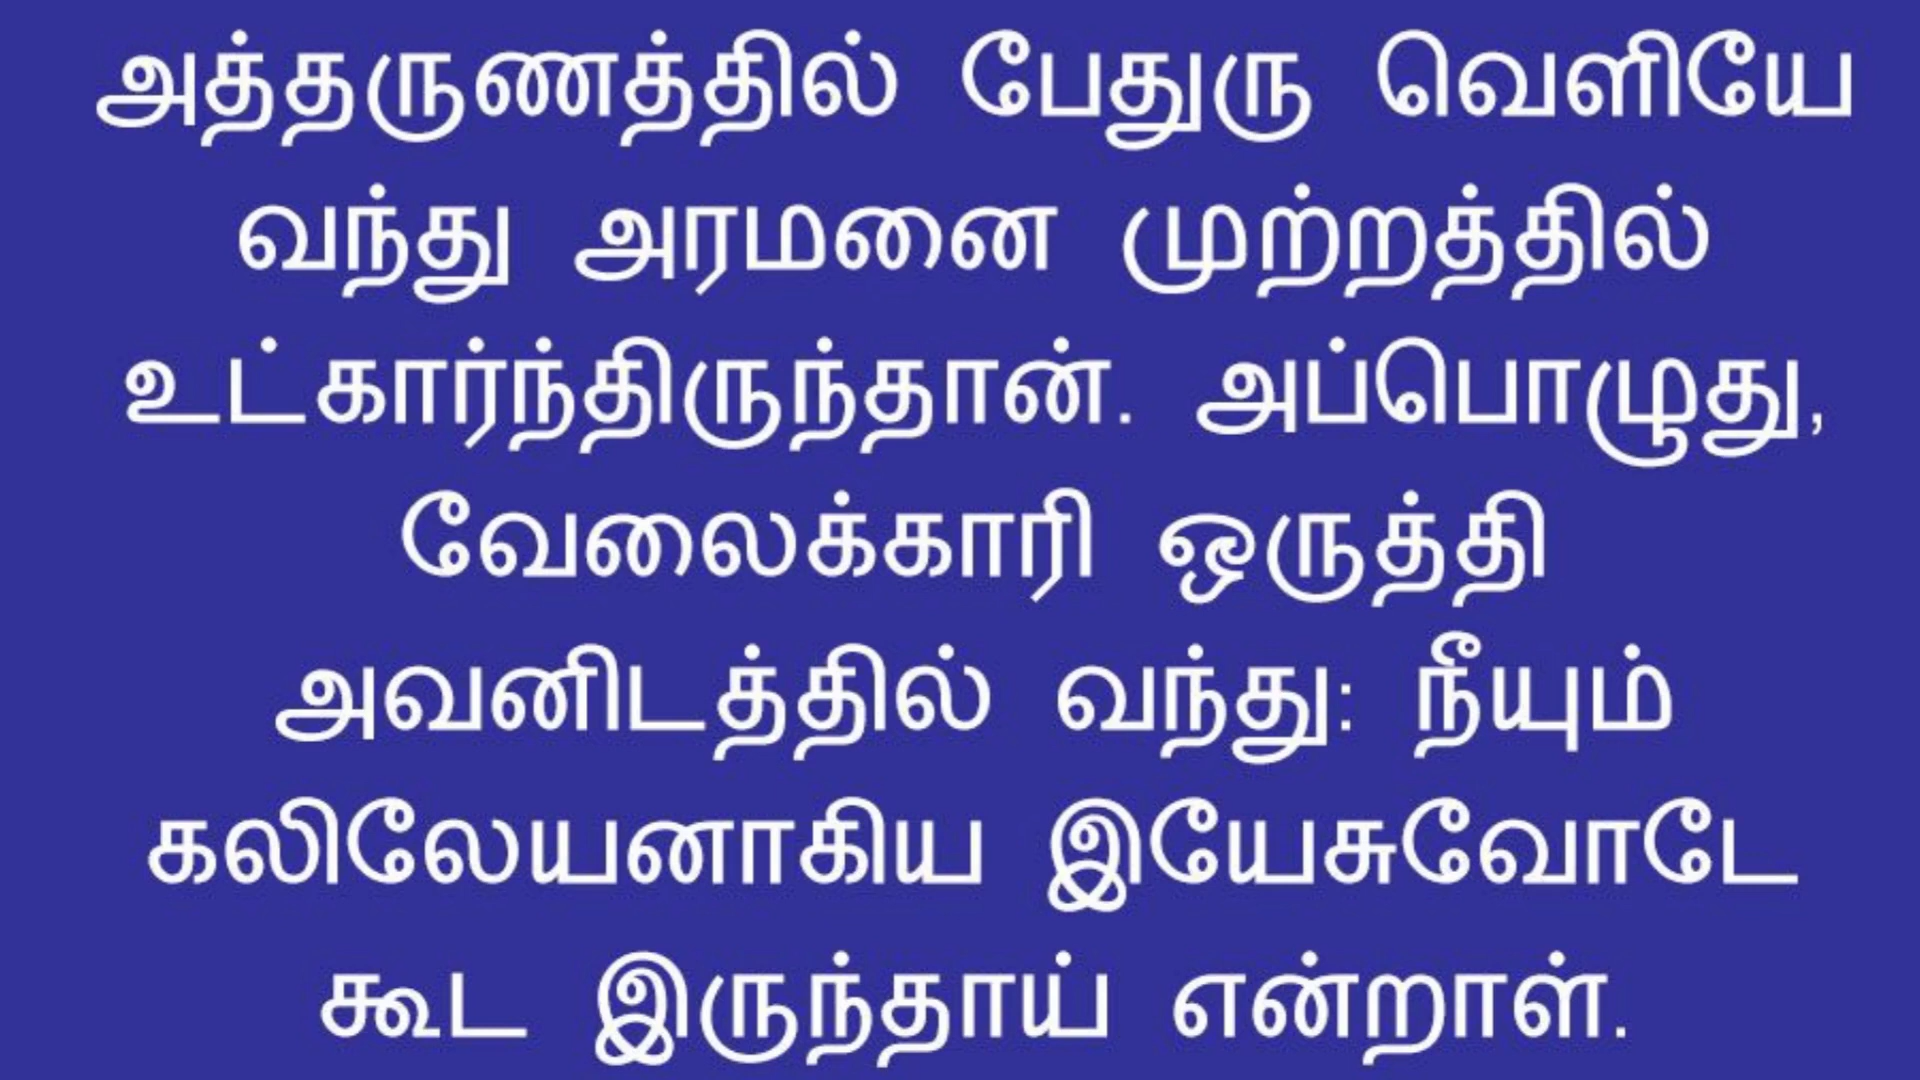 அத்தருணத்தில் பேதுரு வெளியே
வந்து அரமனை முற்றத்தில்
உட்கார்ந்திருந்தான். அப்பொழுது,
வேலைக்காரி ஒருத்தி
அவனிடத்தில் வந்து: நீயும்
கலிலேயனாகிய இயேசுவோடே
கூட இருந்தாய் என்றாள்.